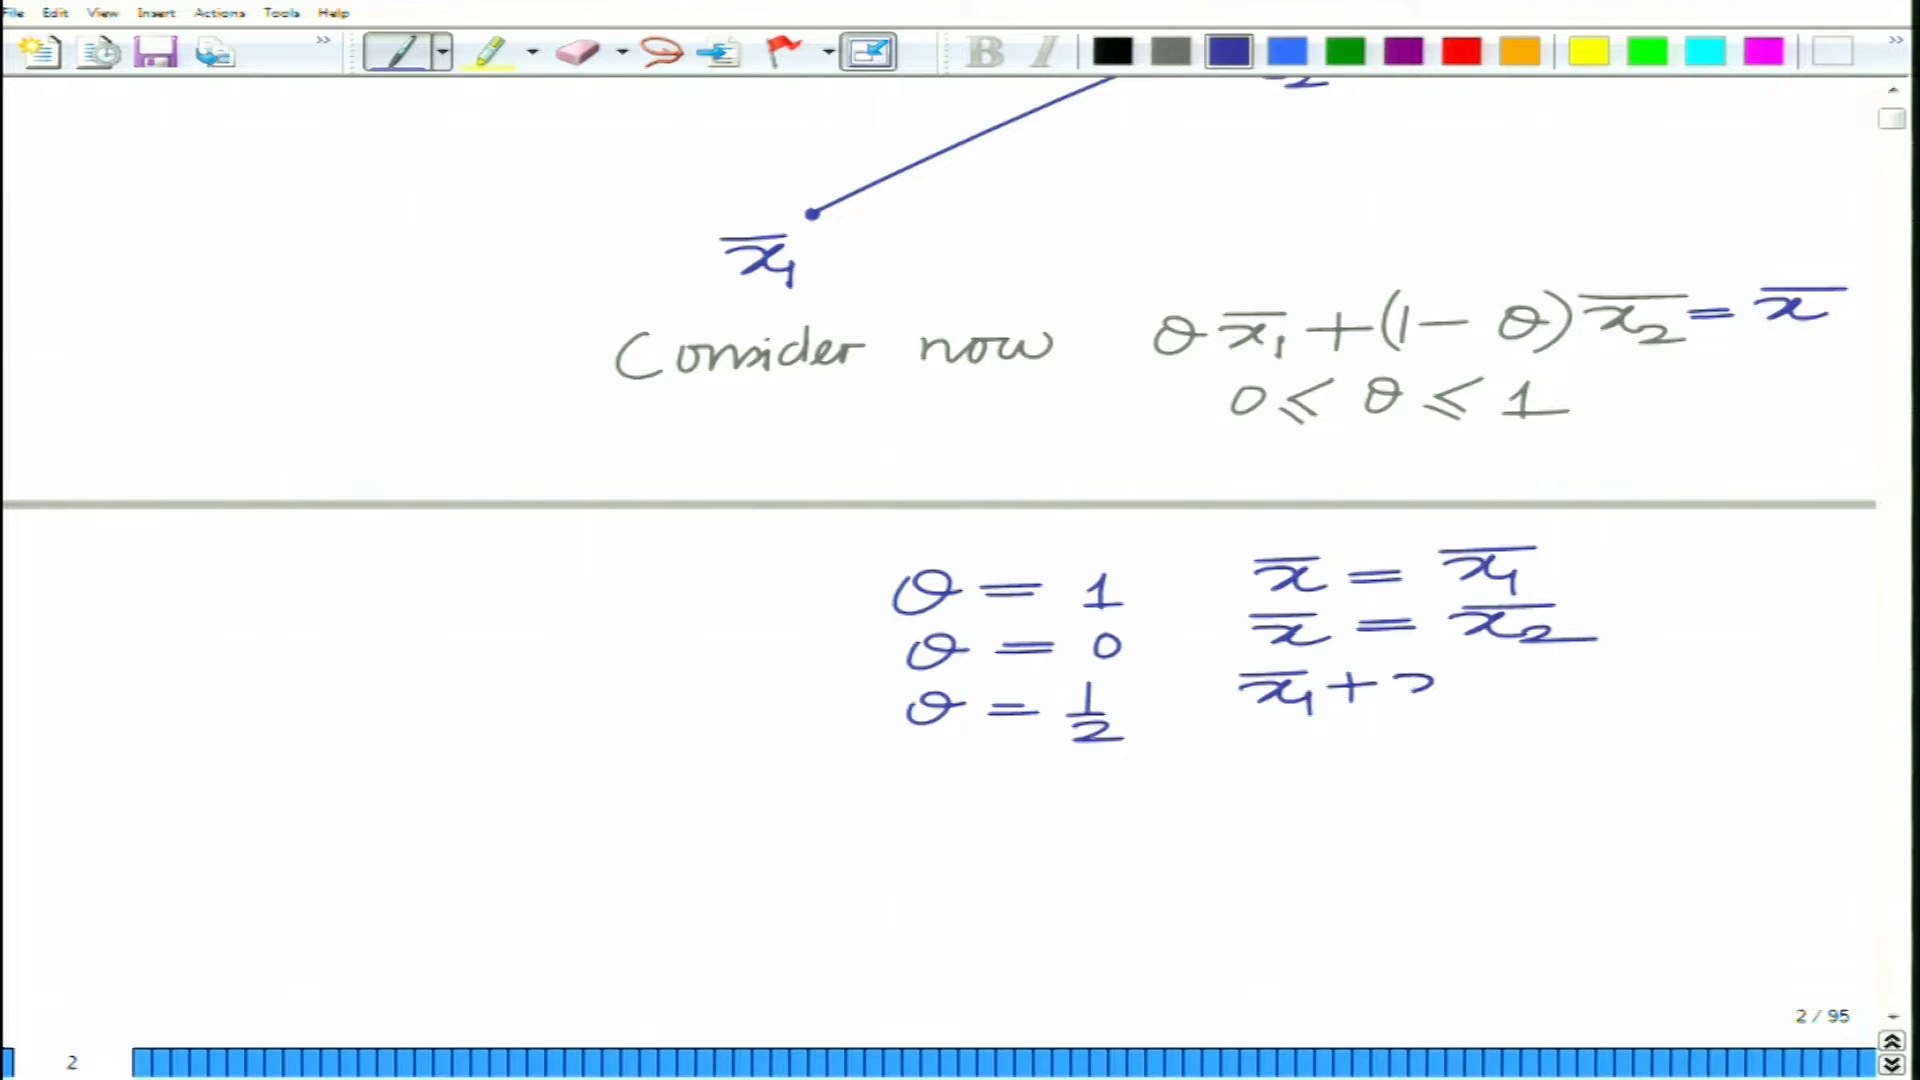 File Edit View Insert Actions Tools Help
B I
x̄₁
Consider now θx̄₁ + (1 - θ)x̄₂ = x̄
0 ≤ θ ≤ 1
θ = 1 x̄ = x̄₁
θ = 0 x̄ = x̄₂
θ = 1/2 x̄₁ +
2 / 95
2